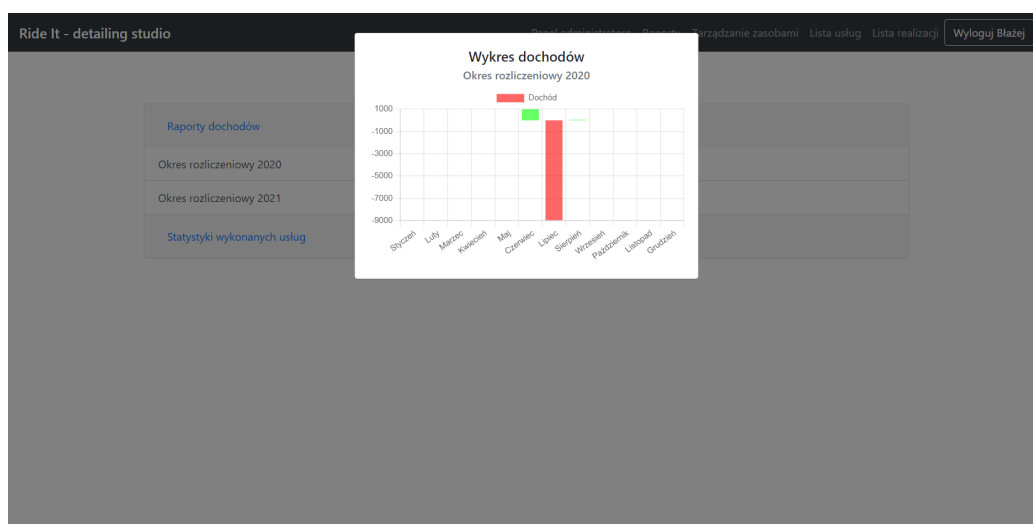 Ride It - detailing studio
Panel administratora Raporty Zarządzanie zasobami Lista usług Lista realizacji Wyloguj Błażej
Wykres dochodów
Okres rozliczeniowy 2020
Dochód
1000
-1000
-3000
-5000
-7000
-9000
Styczeń Luty Marzec Kwiecień Maj Czerwiec Lipiec Sierpień Wrzesień Październik Listopad Grudzień
Raporty dochodów
Okres rozliczeniowy 2020
Okres rozliczeniowy 2021
Statystyki wykonanych usług